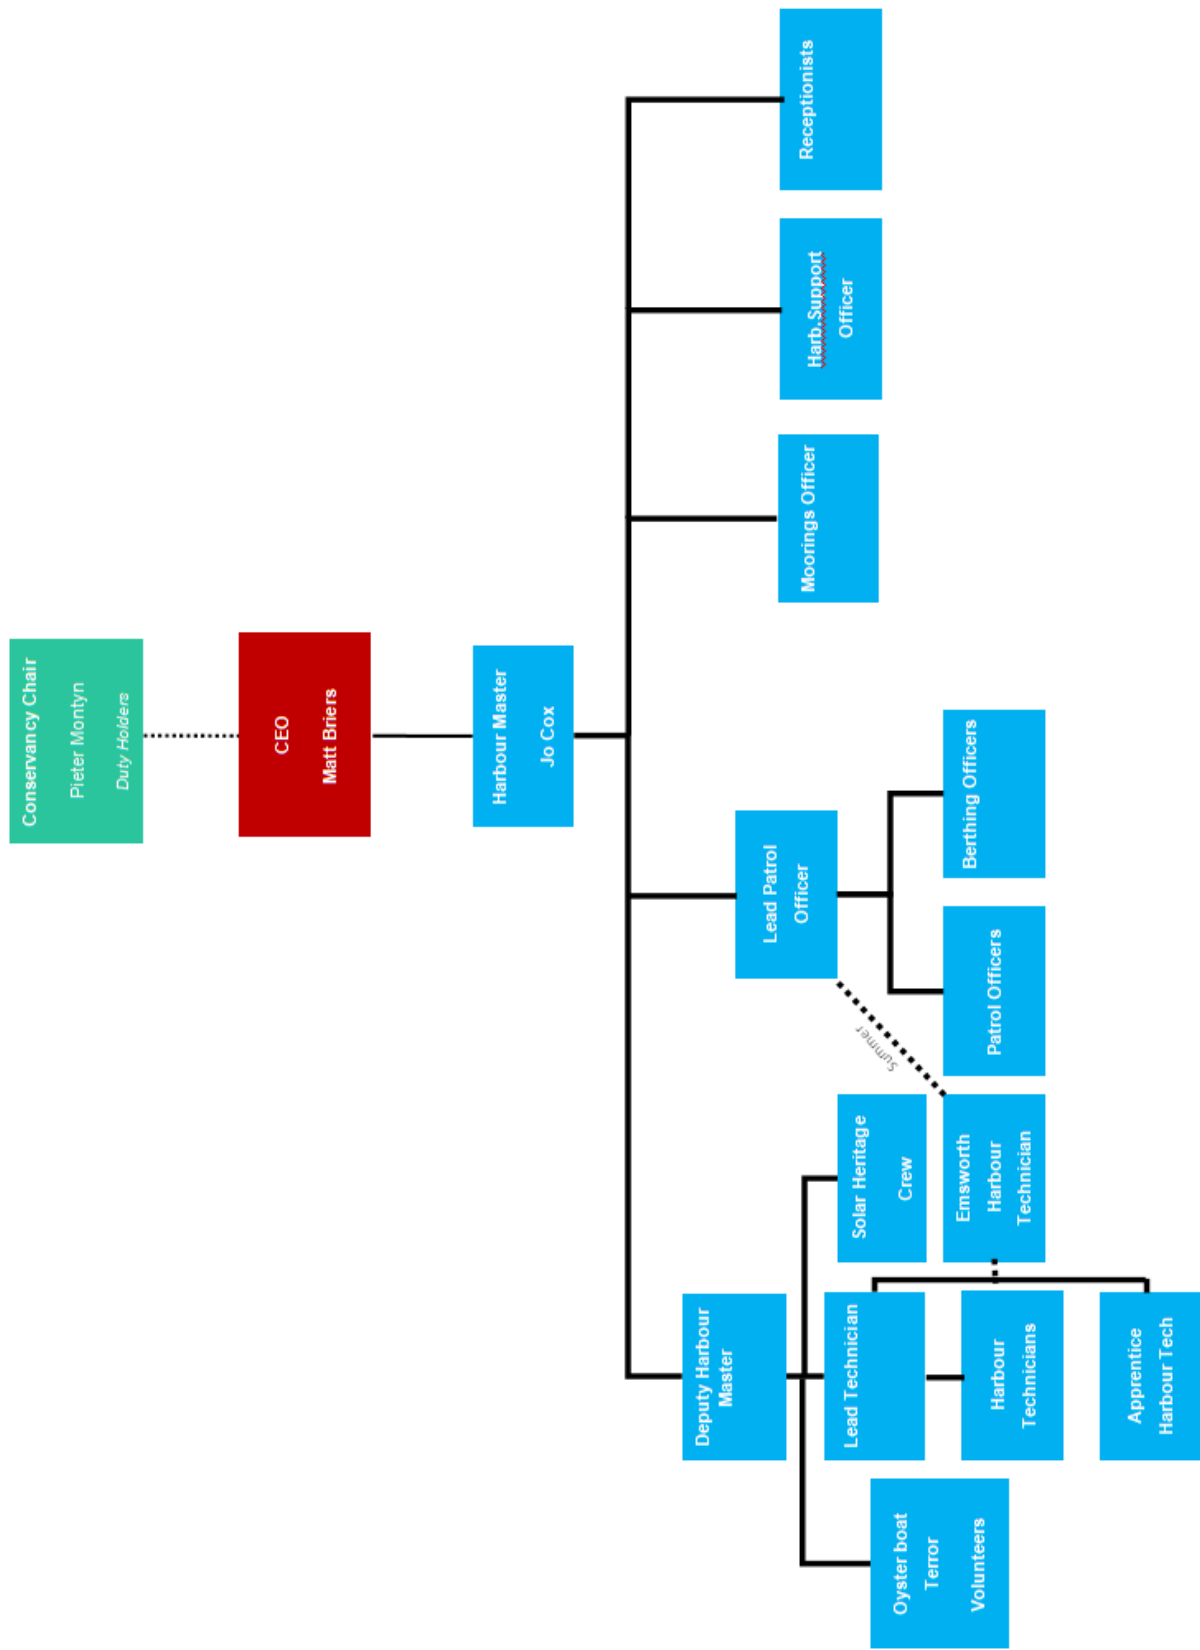 Conservancy Chair
Pieter Montyn
Duty Holders
CEO
Matt Briers
Harbour Master
Jo Cox
Deputy Harbour
Master
Lead Patrol
Officer
Moorings Officer
Harb.Support
Officer
Receptionists
Oyster boat
Terror
Volunteers
Lead Technician
Solar Heritage
Crew
Summer
Harbour
Technicians
Apprentice
Harbour Tech
Emsworth
Harbour
Technician
Patrol Officers
Berthing Officers